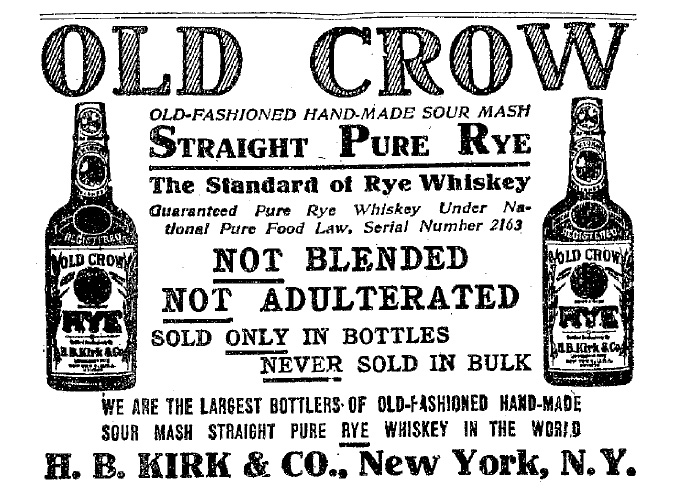 OLD CROW
OLD-FASHIONED HAND-MADE SOUR MASH
STRAIGHT PURE RYE
The Standard of Rye Whiskey
Guaranteed Pure Rye Whiskey Under Na-
tional Pure Food Law, Serial Number 2163
NOT BLENDED
NOT ADULTERATED
SOLD ONLY IN BOTTLES
NEVER SOLD IN BULK
REGISTERED
OLD CROW
RYE
H. B. Kirk & Co.
REGISTERED
OLD CROW
RYE
H. B. Kirk & Co.
WE ARE THE LARGEST BOTTLERS OF OLD-FASHIONED HAND-MADE
SOUR MASH STRAIGHT PURE RYE WHISKEY IN THE WORLD
H. B. KIRK & CO., New York, N. Y.